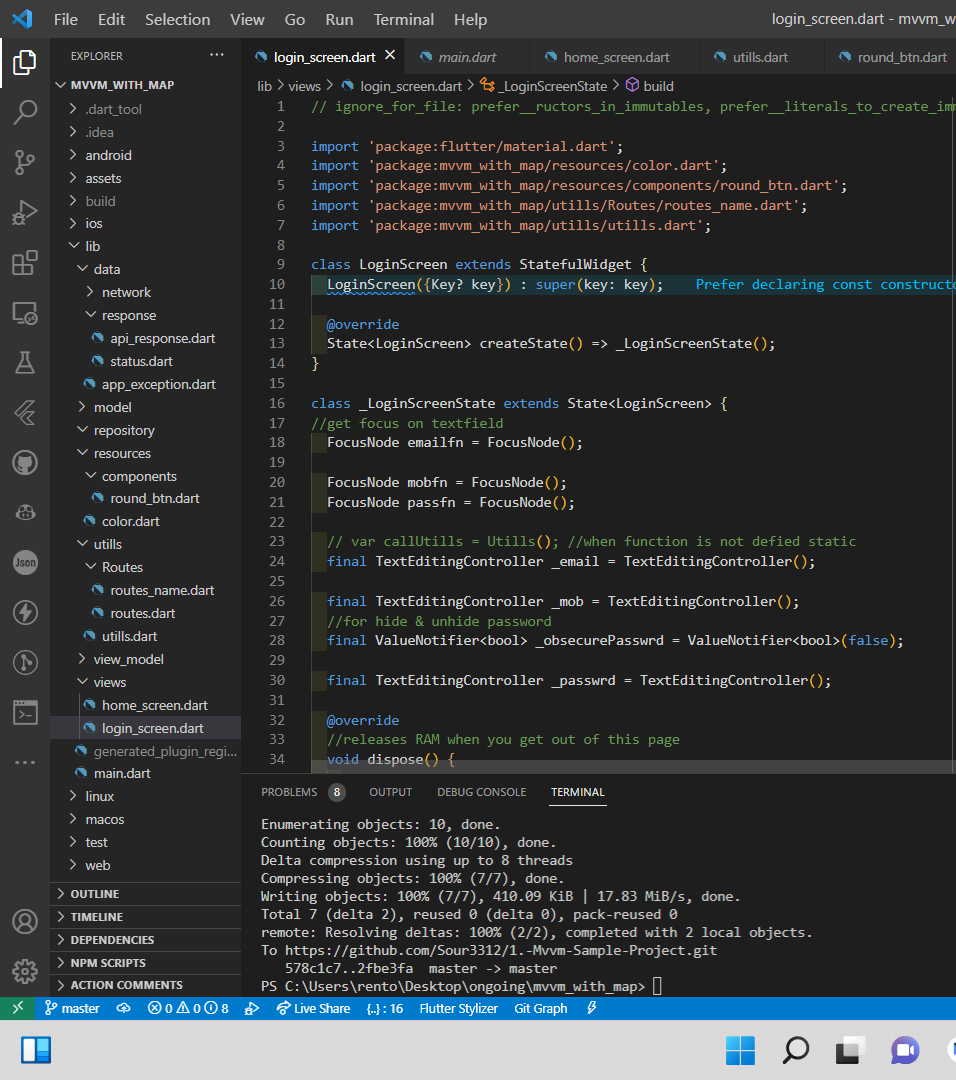 File Edit Selection View Go Run Terminal Help login_screen.dart - mvvm_w
EXPLORER ...
login_screen.dart main.dart home_screen.dart utills.dart round_btn.dart
lib > views > login_screen.dart > _LoginScreenState > build
MVVM_WITH_MAP
.dart_tool
.idea
android
assets
build
ios
lib
data
network
response
api_response.dart
status.dart
app_exception.dart
model
repository
resources
components
round_btn.dart
color.dart
utills
Routes
routes_name.dart
routes.dart
utills.dart
view_model
views
home_screen.dart
login_screen.dart
generated_plugin_regi...
main.dart
linux
macos
test
web
OUTLINE
TIMELINE
DEPENDENCIES
NPM SCRIPTS
ACTION COMMENTS
Json
1 // ignore_for_file: prefer__ructors_in_immutables, prefer__literals_to_create_im
2
3 import 'package:flutter/material.dart';
4 import 'package:mvvm_with_map/resources/color.dart';
5 import 'package:mvvm_with_map/resources/components/round_btn.dart';
6 import 'package:mvvm_with_map/utills/Routes/routes_name.dart';
7 import 'package:mvvm_with_map/utills/utills.dart';
8
9 class LoginScreen extends StatefulWidget {
10 LoginScreen({Key? key}) : super(key: key); Prefer declaring const constructo
11
12 @override
13 State<LoginScreen> createState() => _LoginScreenState();
14 }
15
16 class _LoginScreenState extends State<LoginScreen> {
17 //get focus on textfield
18 FocusNode emailfn = FocusNode();
19
20 FocusNode mobfn = FocusNode();
21 FocusNode passfn = FocusNode();
22
23 // var callUtills = Utills(); //when function is not defied static
24 final TextEditingController _email = TextEditingController();
25
26 final TextEditingController _mob = TextEditingController();
27 //for hide & unhide password
28 final ValueNotifier<bool> _obsecurePasswrd = ValueNotifier<bool>(false);
29
30 final TextEditingController _passwrd = TextEditingController();
31
32 @override
33 //releases RAM when you get out of this page
34 void dispose() {
PROBLEMS 8 OUTPUT DEBUG CONSOLE TERMINAL
Enumerating objects: 10, done.
Counting objects: 100% (10/10), done.
Delta compression using up to 8 threads
Compressing objects: 100% (7/7), done.
Writing objects: 100% (7/7), 410.09 KiB | 17.83 MiB/s, done.
Total 7 (delta 2), reused 0 (delta 0), pack-reused 0
remote: Resolving deltas: 100% (2/2), completed with 2 local objects.
To https://github.com/Sour3312/1.-Mvvm-Sample-Project.git
578c1c7..2fbe3fa master -> master
PS C:\Users\rento\Desktop\ongoing\mvvm_with_map>
master 0 0 8 Live Share {..} : 16 Flutter Stylizer Git Graph